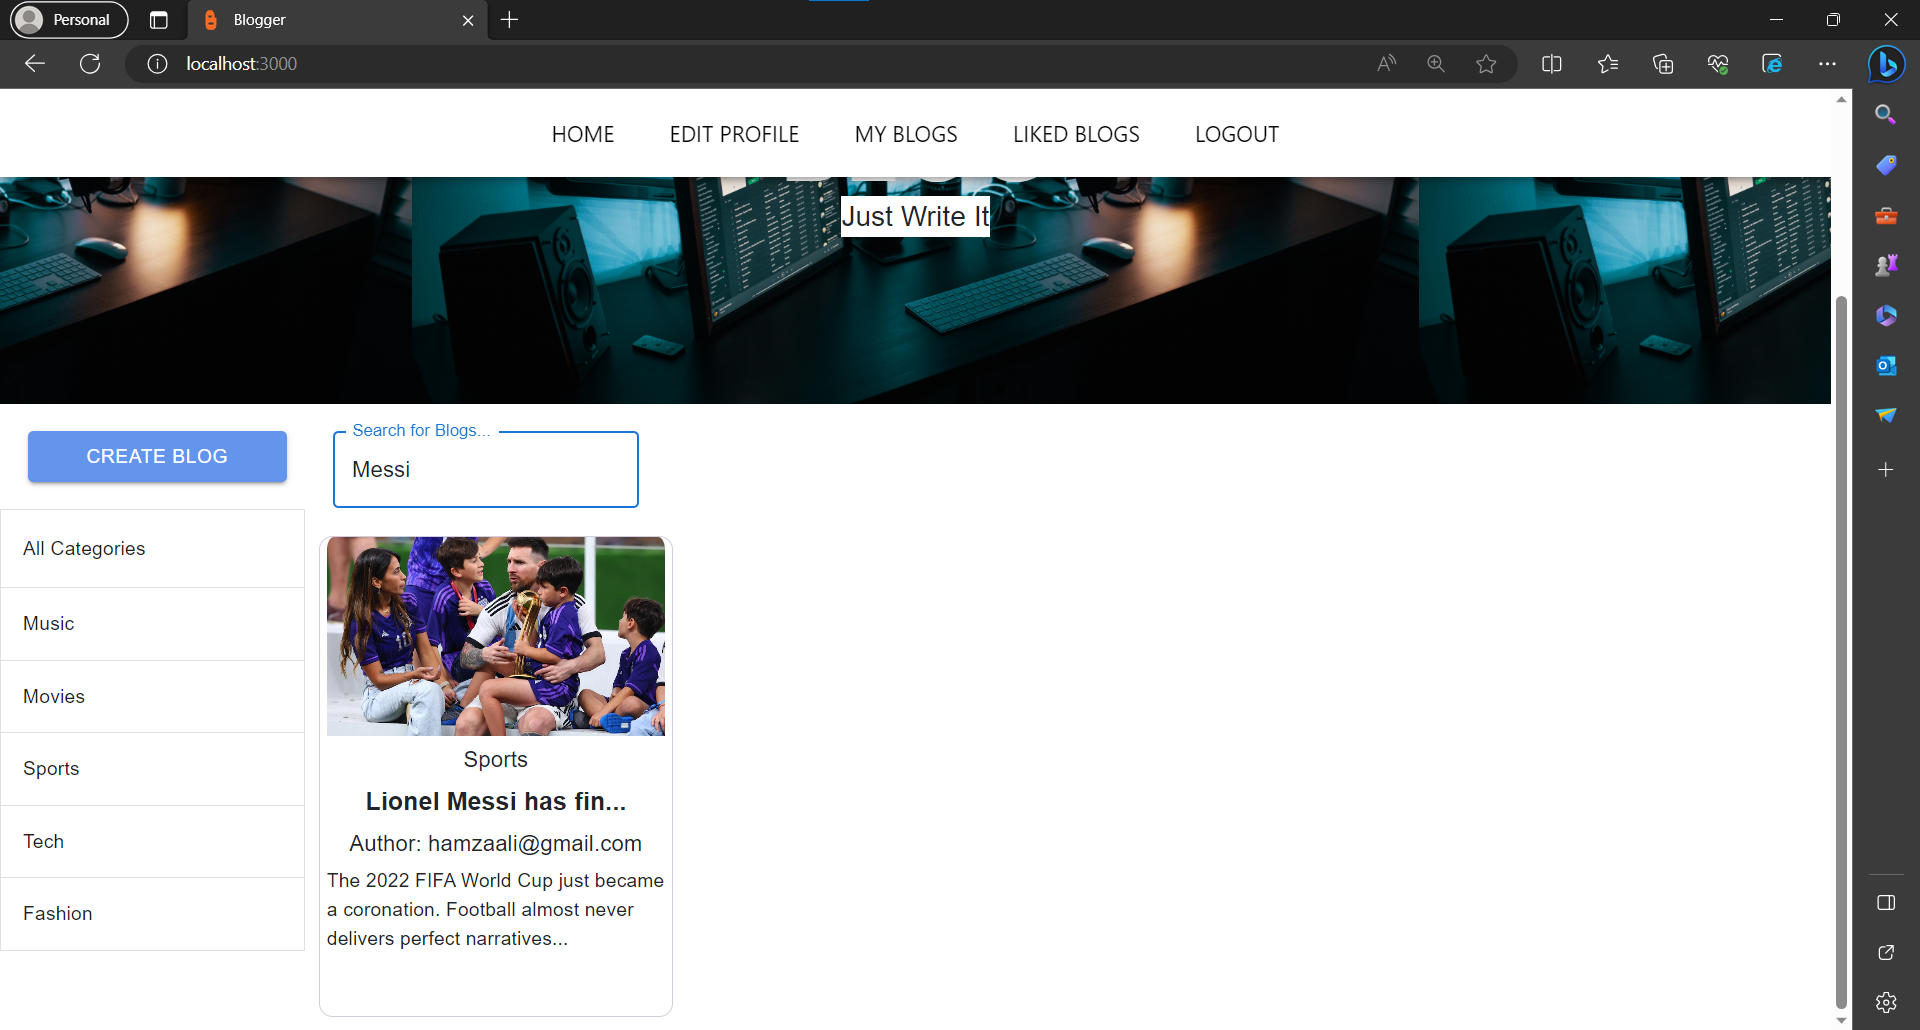 Personal
Blogger
localhost:3000
HOME
EDIT PROFILE
MY BLOGS
LIKED BLOGS
LOGOUT
Just Write It
CREATE BLOG
Search for Blogs...
Messi
All Categories
Music
Movies
Sports
Tech
Fashion
Sports
Lionel Messi has fin...
Author: hamzaali@gmail.com
The 2022 FIFA World Cup just became
a coronation. Football almost never
delivers perfect narratives...